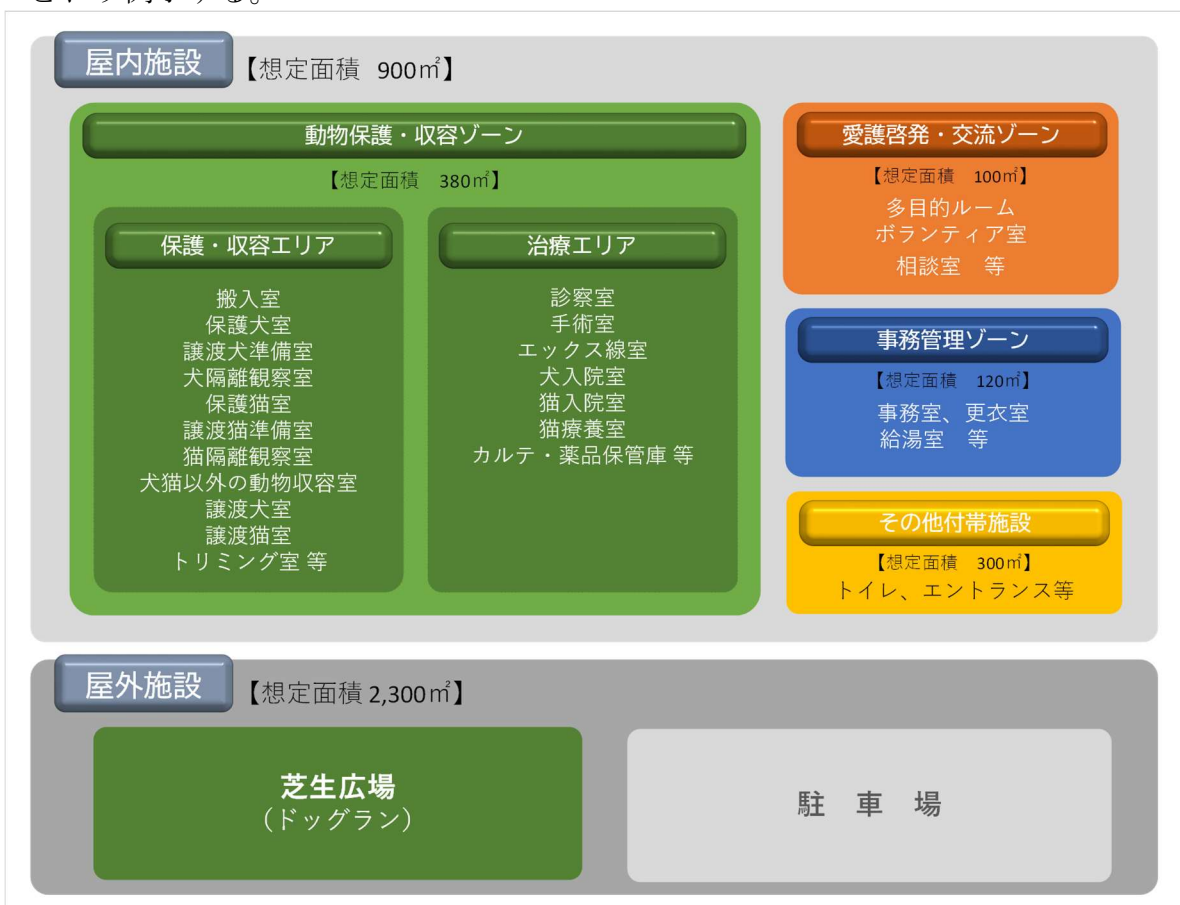 屋内施設
【想定面積 900㎡】
動物保護・収容ゾーン
【想定面積 380㎡】
保護・収容エリア
搬入室
保護犬室
譲渡犬準備室
犬隔離観察室
保護猫室
譲渡猫準備室
猫隔離観察室
犬猫以外の動物収容室
譲渡犬室
譲渡猫室
トリミング室 等
治療エリア
診察室
手術室
エックス線室
犬入院室
猫入院室
猫療養室
カルテ・薬品保管庫 等
愛護啓発・交流ゾーン
【想定面積 100㎡】
多目的ルーム
ボランティア室
相談室 等
事務管理ゾーン
【想定面積 120㎡】
事務室、更衣室
給湯室 等
その他付帯施設
【想定面積 300㎡】
トイレ、エントランス等
屋外施設
【想定面積 2,300㎡】
芝生広場
（ドッグラン）
駐 車 場